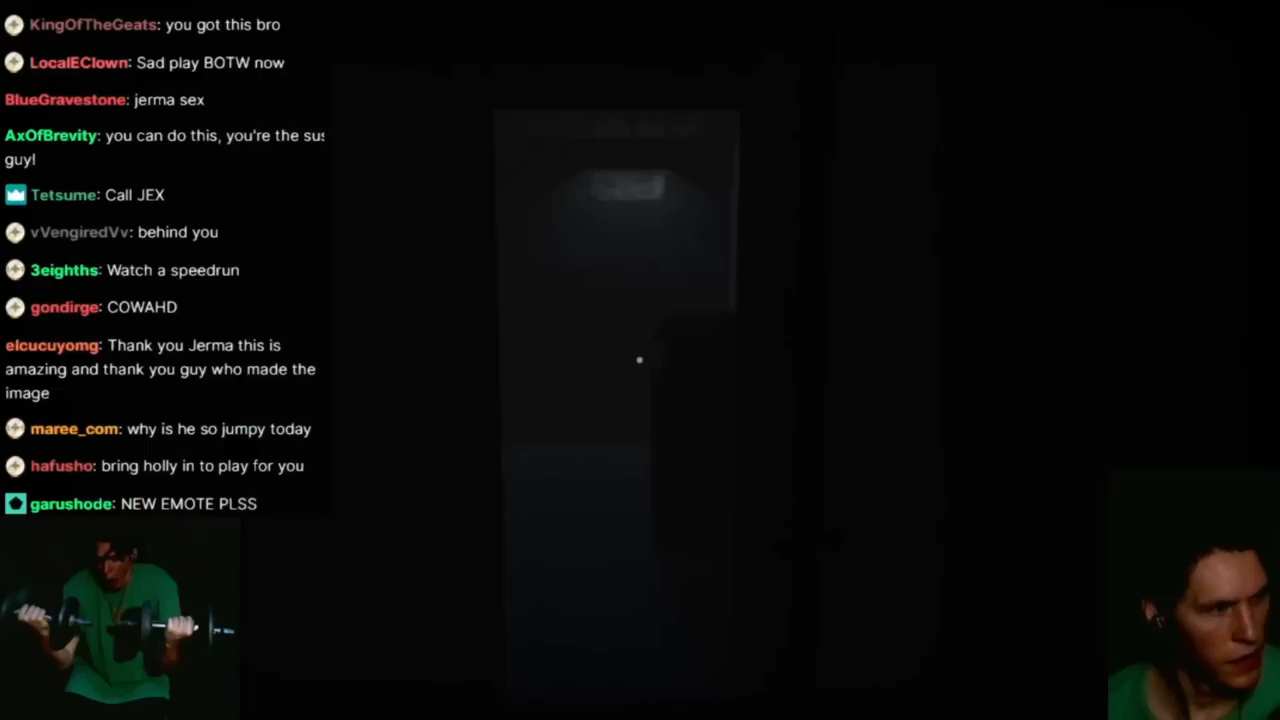 KingOfTheGeats: you got this bro
LocalEClown: Sad play BOTW now
BlueGravestone: jerma sex
AxOfBrevity: you can do this, you're the sus
guy!
Tetsume: Call JEX
vVengiredVv: behind you
3eighths: Watch a speedrun
gondirge: COWAHD
elcucuyomg: Thank you Jerma this is
amazing and thank you guy who made the
image
maree_com: why is he so jumpy today
hafusho: bring holly in to play for you
garushode: NEW EMOTE PLSS